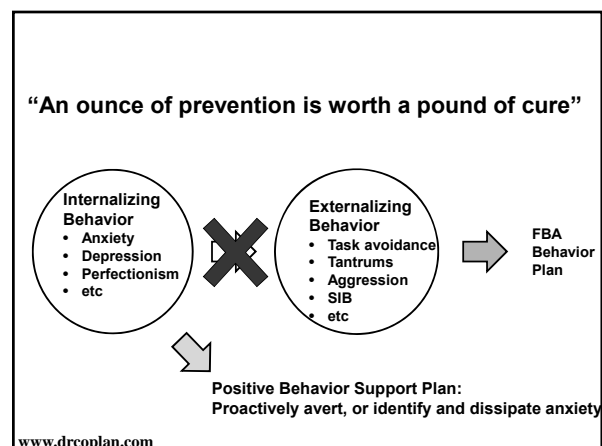 “An ounce of prevention is worth a pound of cure”
Internalizing
Behavior
• Anxiety
• Depression
• Perfectionism
• etc
Externalizing
Behavior
• Task avoidance
• Tantrums
• Aggression
• SIB
• etc
FBA
Behavior
Plan
Positive Behavior Support Plan:
Proactively avert, or identify and dissipate anxiety
www.drcoplan.com